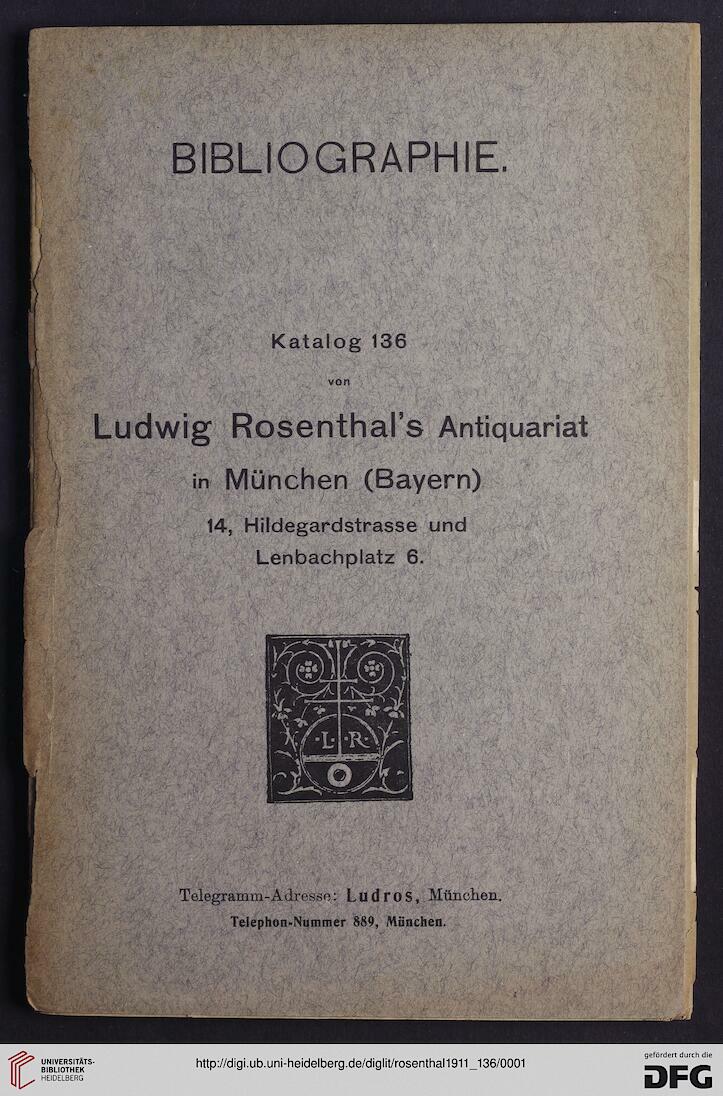 BIBLIOGRAPHIE.
Katalog 136
von
Ludwig Rosenthal's Antiquariat
in München (Bayern)
14, Hildegardstrasse und
Lenbachplatz 6.
·L·R·
Telegramm-Adresse: Ludros, München.
Telephon-Nummer 889, München.
UNIVERSITÄTS-
BIBLIOTHEK
HEIDELBERG
http://digi.ub.uni-heidelberg.de/diglit/rosenthal1911_136/0001
gefördert durch die
DFG